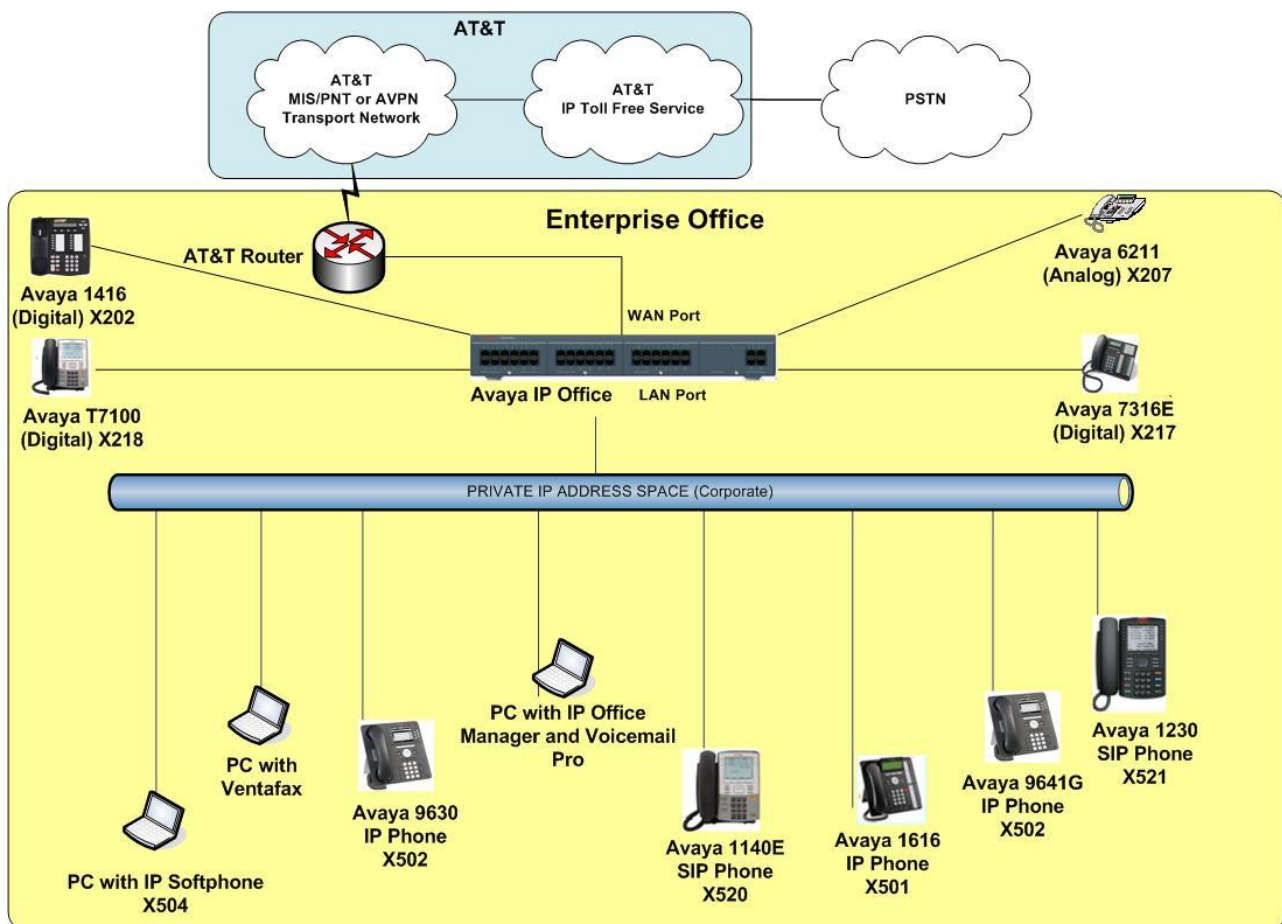 AT&T
AT&T
MIS/PNT or AVPN
Transport Network
AT&T
IP Toll Free Service
PSTN
Enterprise Office
AT&T Router
Avaya 1416
(Digital) X202
Avaya 6211
(Analog) X207
WAN Port
Avaya IP Office
LAN Port
Avaya T7100
(Digital) X218
Avaya 7316E
(Digital) X217
PRIVATE IP ADDRESS SPACE (Corporate)
PC with IP Softphone
X504
PC with
Ventafax
Avaya 9630
IP Phone
X502
PC with IP Office
Manager and Voicemail
Pro
Avaya 1140E
SIP Phone
X520
Avaya 1616
IP Phone
X501
Avaya 9641G
IP Phone
X502
Avaya 1230
SIP Phone
X521